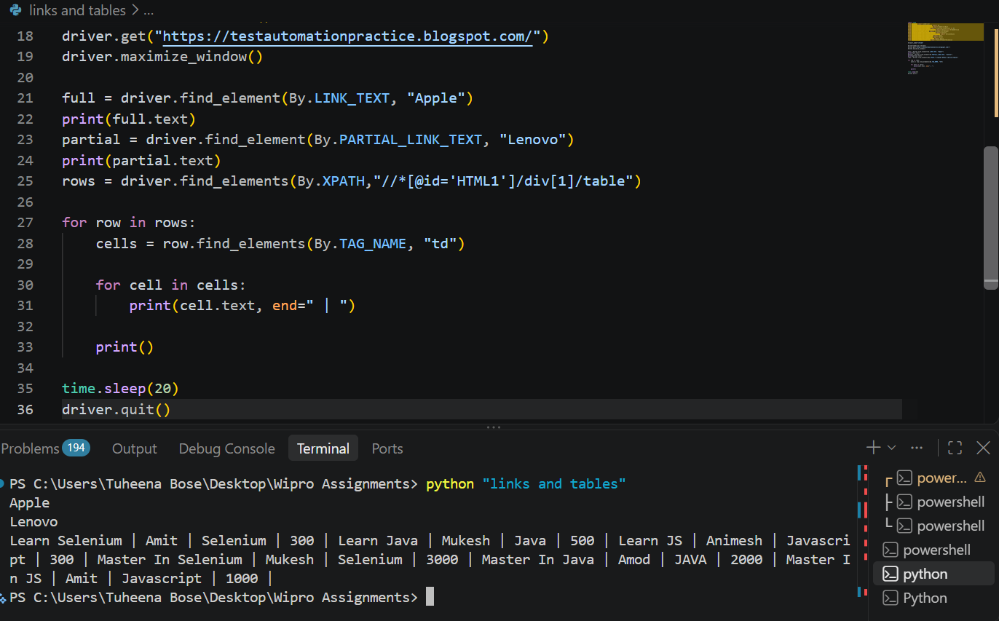 links and tables > ...
18 driver.get("https://testautomationpractice.blogspot.com/")
19 driver.maximize_window()
20
21 full = driver.find_element(By.LINK_TEXT, "Apple")
22 print(full.text)
23 partial = driver.find_element(By.PARTIAL_LINK_TEXT, "Lenovo")
24 print(partial.text)
25 rows = driver.find_elements(By.XPATH,"//*[@id='HTML1']/div[1]/table")
26
27 for row in rows:
28     cells = row.find_elements(By.TAG_NAME, "td")
29
30     for cell in cells:
31         print(cell.text, end=" | ")
32
33     print()
34
35 time.sleep(20)
36 driver.quit()
Problems 194 Output Debug Console Terminal Ports
PS C:\Users\Tuheena Bose\Desktop\Wipro Assignments> python "links and tables"
Apple
Lenovo
Learn Selenium | Amit | Selenium | 300 | Learn Java | Mukesh | Java | 500 | Learn JS | Animesh | Javascri
pt | 300 | Master In Selenium | Mukesh | Selenium | 3000 | Master In Java | Amod | JAVA | 2000 | Master I
n JS | Amit | Javascript | 1000 |
PS C:\Users\Tuheena Bose\Desktop\Wipro Assignments>
power...
powershell
powershell
powershell
python
Python